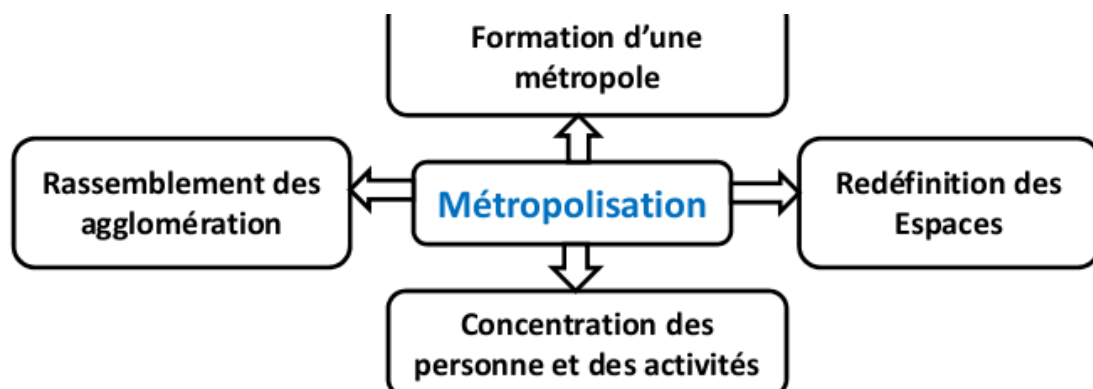 Formation d'une
métropole
Rassemblement des
agglomération
Métropolisation
Redéfinition des
Espaces
Concentration des
personne et des activités